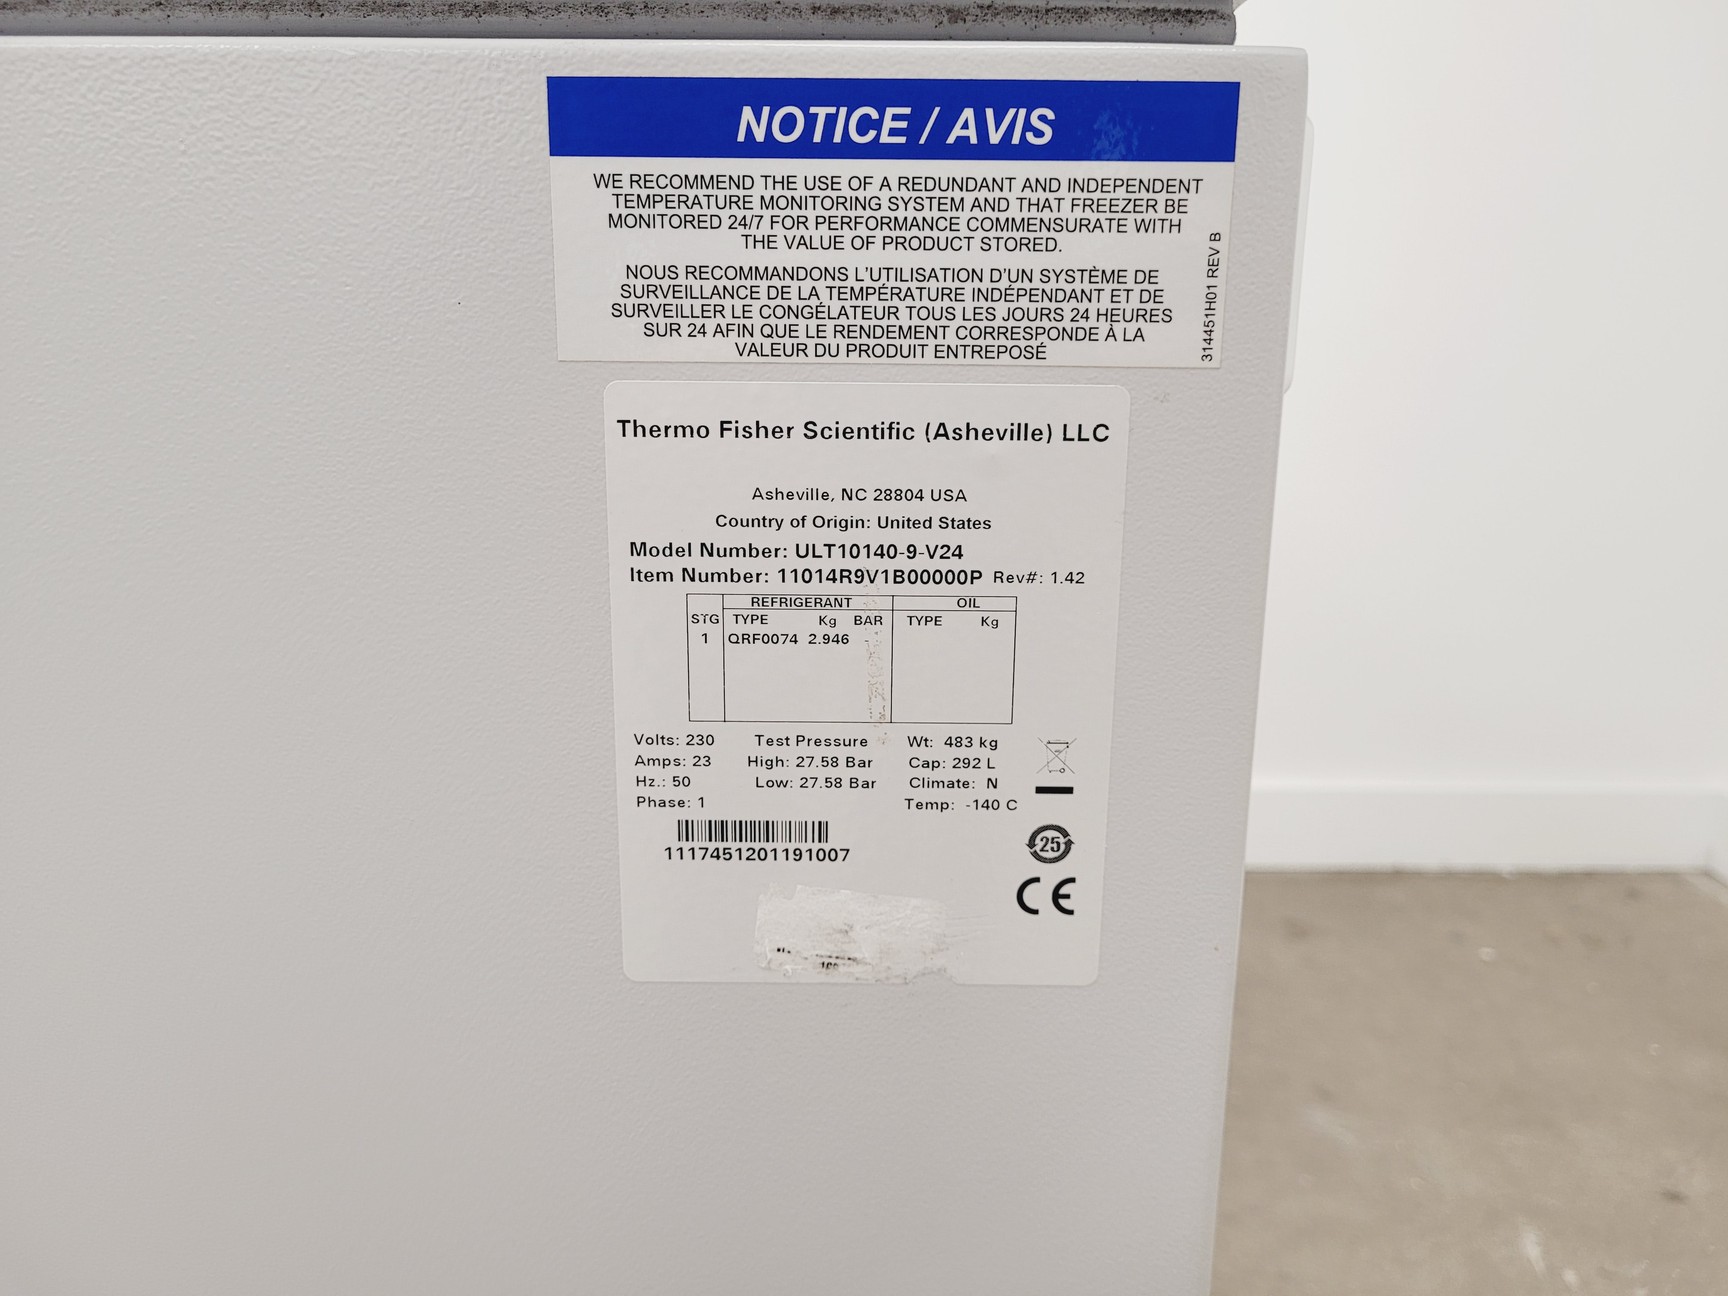 NOTICE / AVIS
WE RECOMMEND THE USE OF A REDUNDANT AND INDEPENDENT
TEMPERATURE MONITORING SYSTEM AND THAT FREEZER BE
MONITORED 24/7 FOR PERFORMANCE COMMENSURATE WITH
THE VALUE OF PRODUCT STORED.
NOUS RECOMMANDONS L'UTILISATION D'UN SYSTÈME DE
SURVEILLANCE DE LA TEMPÉRATURE INDÉPENDANT ET DE
SURVEILLER LE CONGÉLATEUR TOUS LES JOURS 24 HEURES
SUR 24 AFIN QUE LE RENDEMENT CORRESPONDE À LA
VALEUR DU PRODUIT ENTREPOSÉ
314451H01 REV B
Thermo Fisher Scientific (Asheville) LLC
Asheville, NC 28804 USA
Country of Origin: United States
Model Number: ULT10140-9-V24
Item Number: 11014R9V1B00000P Rev#: 1.42
REFRIGERANT OIL
STG TYPE Kg BAR TYPE Kg
1 QRF0074 2.946
Volts: 230 Test Pressure Wt: 483 kg
Amps: 23 High: 27.58 Bar Cap: 292 L
Hz.: 50 Low: 27.58 Bar Climate: N
Phase: 1 Temp: -140 C
1117451201191007
25
CE